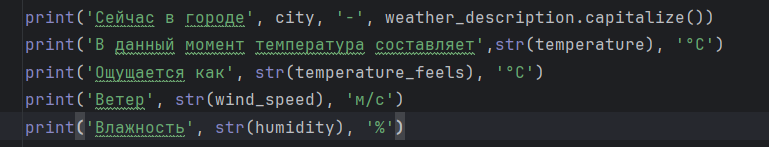 print('Сейчас в городе', city, '-', weather_description.capitalize())
print('В данный момент температура составляет',str(temperature), '°C')
print('Ощущается как', str(temperature_feels), '°C')
print('Ветер', str(wind_speed), 'м/с')
print('Влажность', str(humidity), '%')